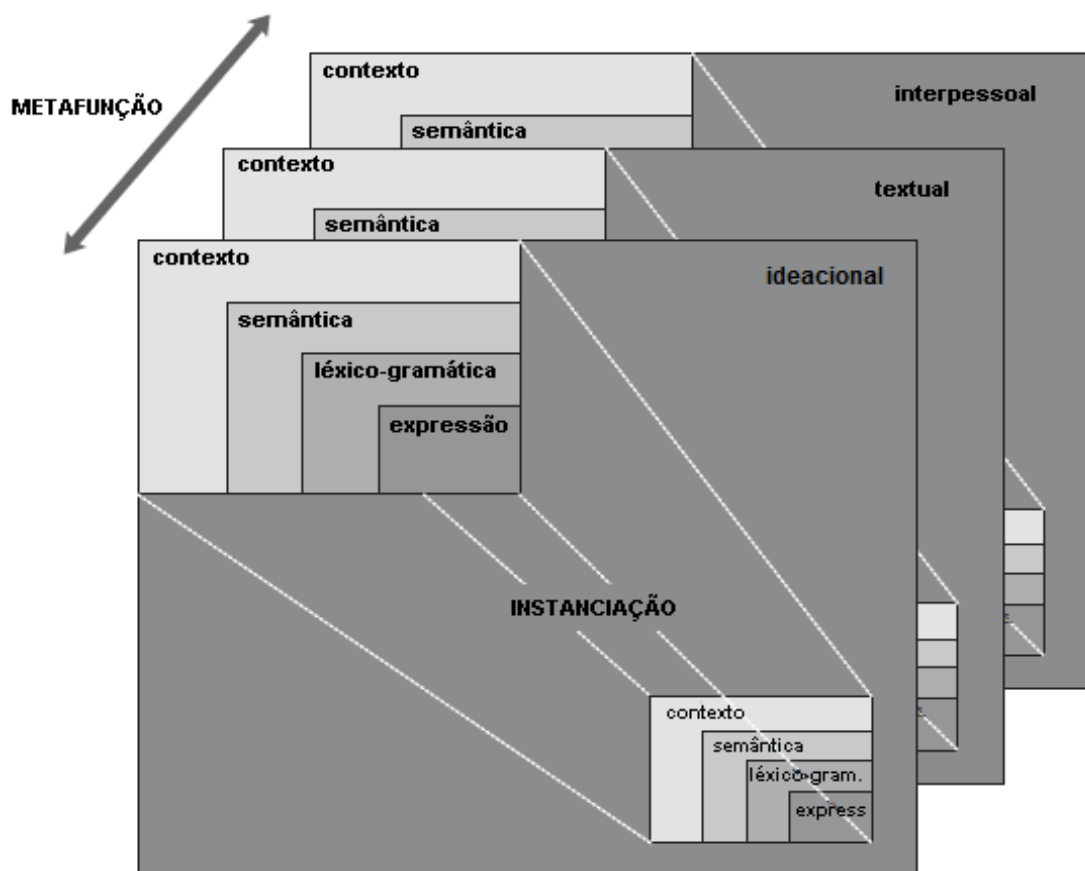 contexto
interpessoal
METAFUNÇÃO
semântica
contexto
textual
semântica
contexto
ideacional
semântica
léxico-gramática
expressão
INSTANCIAÇÃO
contexto
semântica
léxico-gram.
express